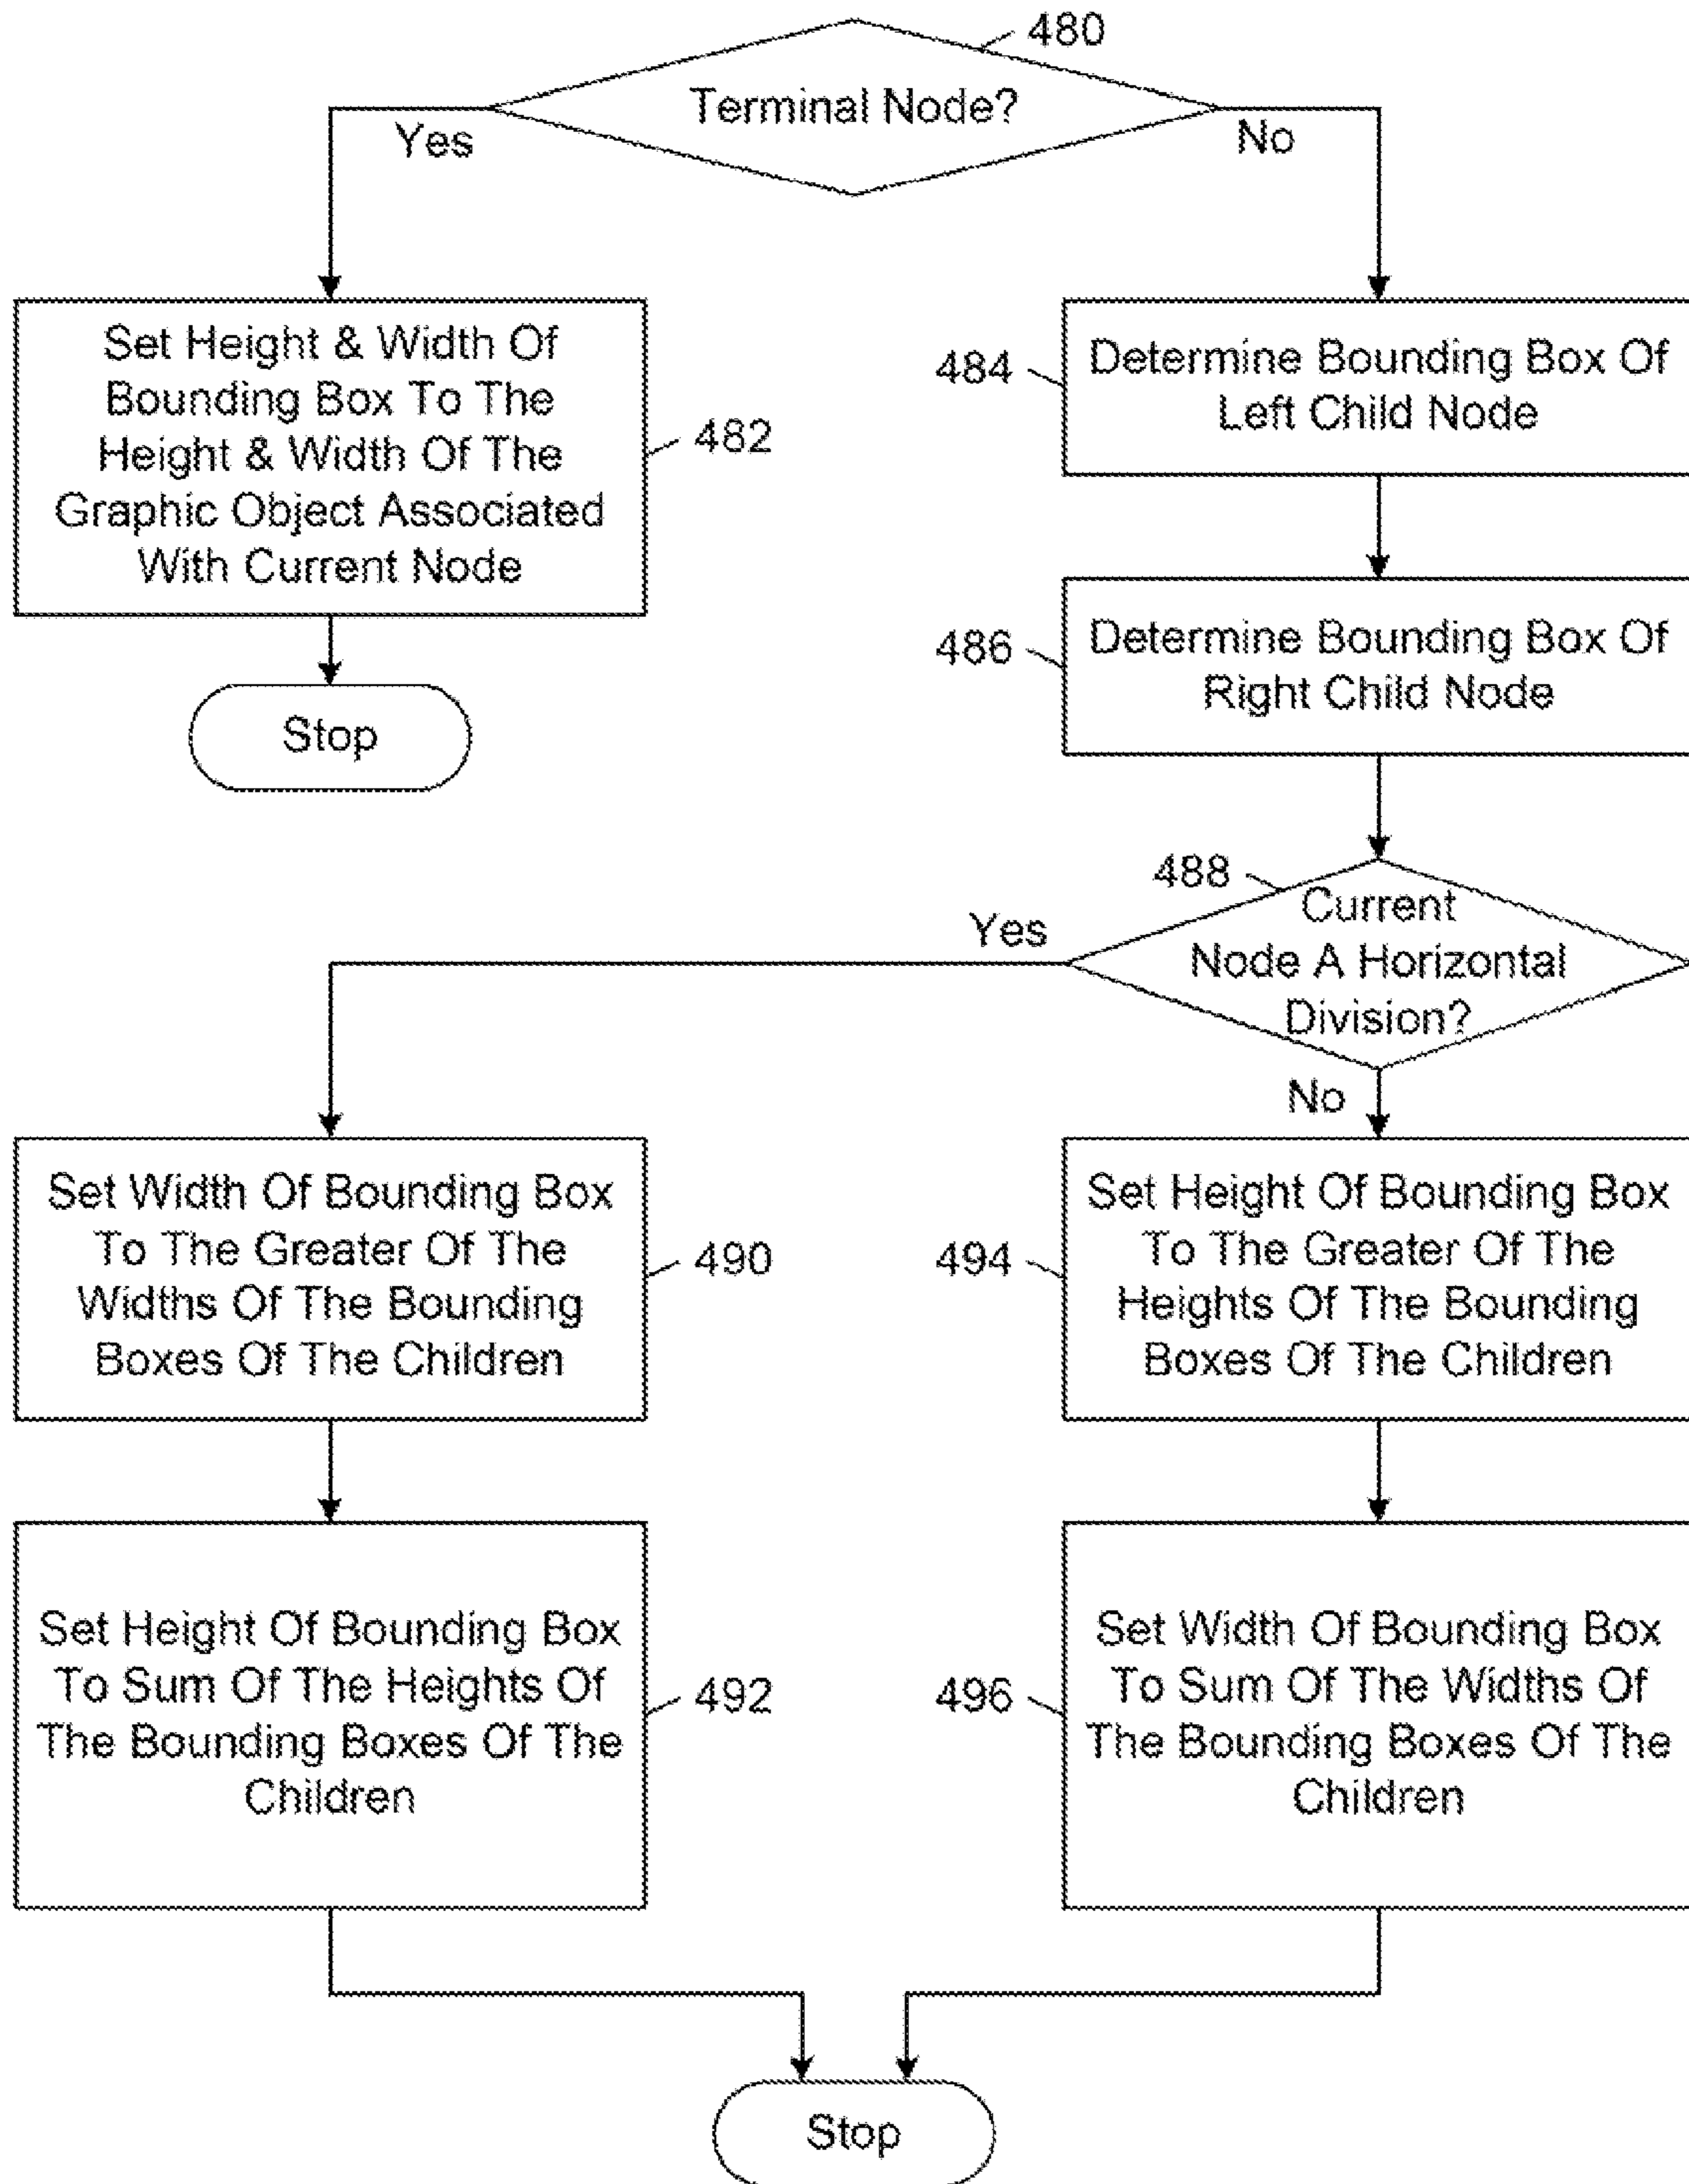 480
Terminal Node?
Yes
No
Set Height & Width Of
Bounding Box To The
Height & Width Of The
Graphic Object Associated
With Current Node
482
Stop
484
Determine Bounding Box Of
Left Child Node
486
Determine Bounding Box Of
Right Child Node
488
Current
Node A Horizontal
Division?
Yes
No
Set Width Of Bounding Box
To The Greater Of The
Widths Of The Bounding
Boxes Of The Children
490
494
Set Height Of Bounding Box
To The Greater Of The
Heights Of The Bounding
Boxes Of The Children
Set Height Of Bounding Box
To Sum Of The Heights Of
The Bounding Boxes Of The
Children
492
496
Set Width Of Bounding Box
To Sum Of The Widths Of
The Bounding Boxes Of The
Children
Stop